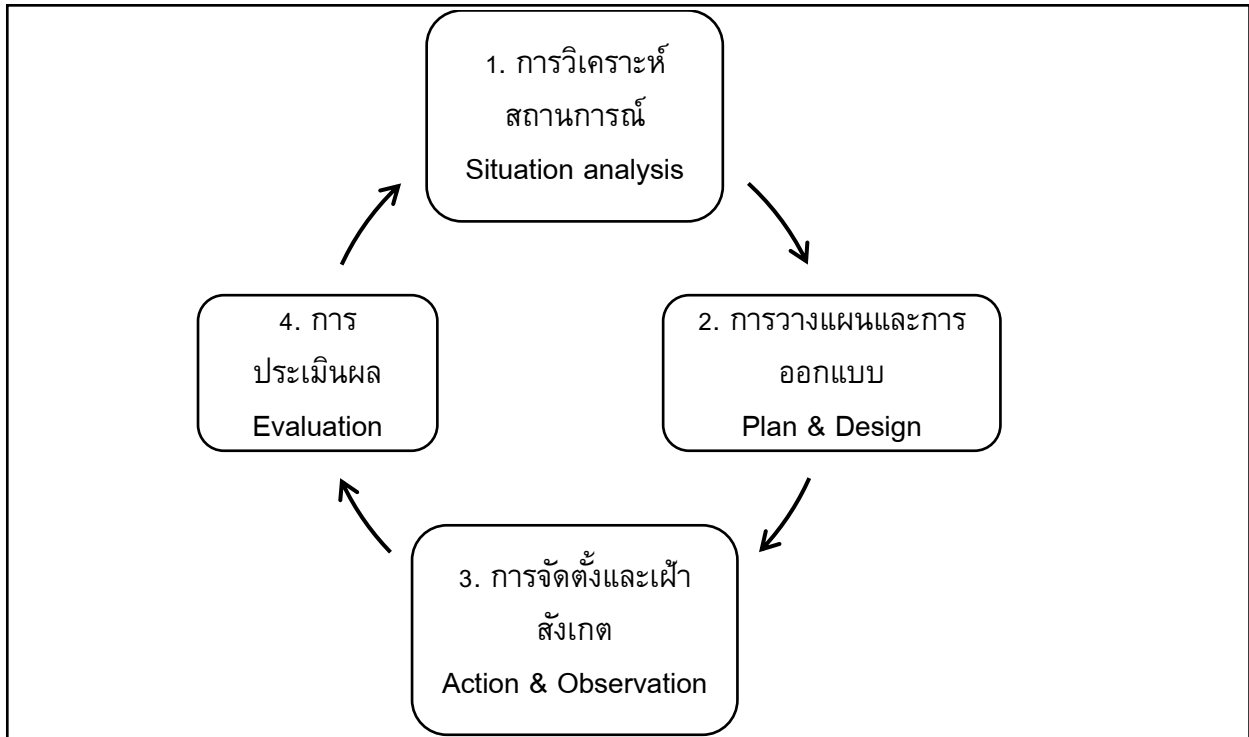 1. การวิเคราะห์
สถานการณ์
Situation analysis
2. การวางแผนและการ
ออกแบบ
Plan & Design
3. การจัดตั้งและเฝ้า
สังเกต
Action & Observation
4. การ
ประเมินผล
Evaluation